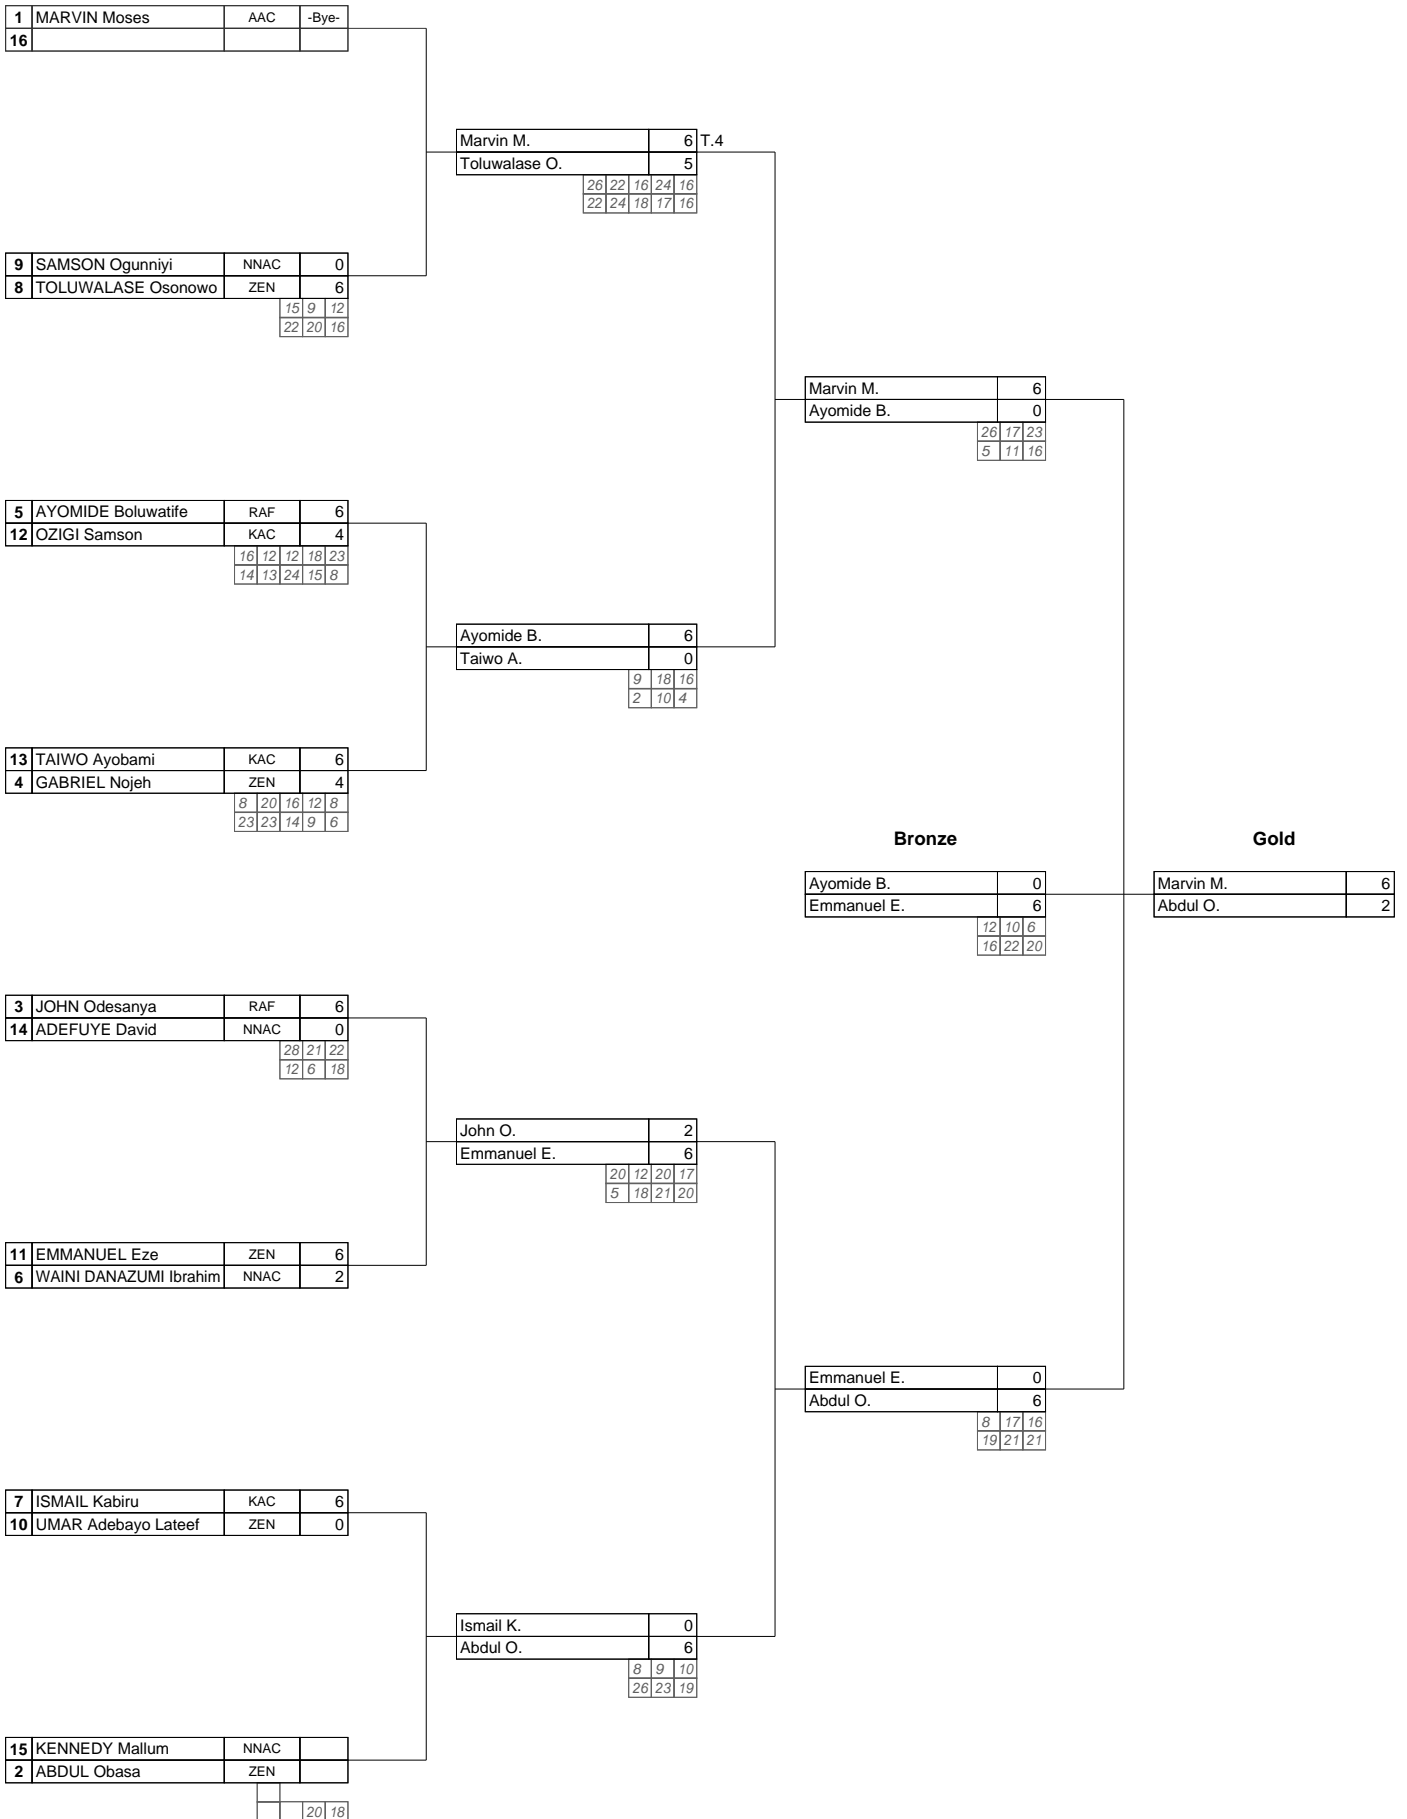 1 MARVIN Moses AAC -Bye-
16
Marvin M. 6 T.4
Toluwalase O. 5
26 22 16 24 16
22 24 18 17 16
9 SAMSON Ogunniyi NNAC 0
8 TOLUWALASE Osonowo ZEN 6
15 9 12
22 20 16
Marvin M. 6
Ayomide B. 0
26 17 23
5 11 16
5 AYOMIDE Boluwatife RAF 6
12 OZIGI Samson KAC 4
16 12 12 18 23
14 13 24 15 8
Ayomide B. 6
Taiwo A. 0
9 18 16
2 10 4
13 TAIWO Ayobami KAC 6
4 GABRIEL Nojeh ZEN 4
8 20 16 12 8
23 23 14 9 6
Bronze Gold
Ayomide B. 0 Marvin M. 6
Emmanuel E. 6 Abdul O. 2
12 10 6
16 22 20
3 JOHN Odesanya RAF 6
14 ADEFUYE David NNAC 0
28 21 22
12 6 18
John O. 2
Emmanuel E. 6
20 12 20 17
5 18 21 20
11 EMMANUEL Eze ZEN 6
6 WAINI DANAZUMI Ibrahim NNAC 2
Emmanuel E. 0
Abdul O. 6
8 17 16
19 21 21
7 ISMAIL Kabiru KAC 6
10 UMAR Adebayo Lateef ZEN 0
Ismail K. 0
Abdul O. 6
8 9 10
26 23 19
15 KENNEDY Mallum NNAC
2 ABDUL Obasa ZEN
20 18